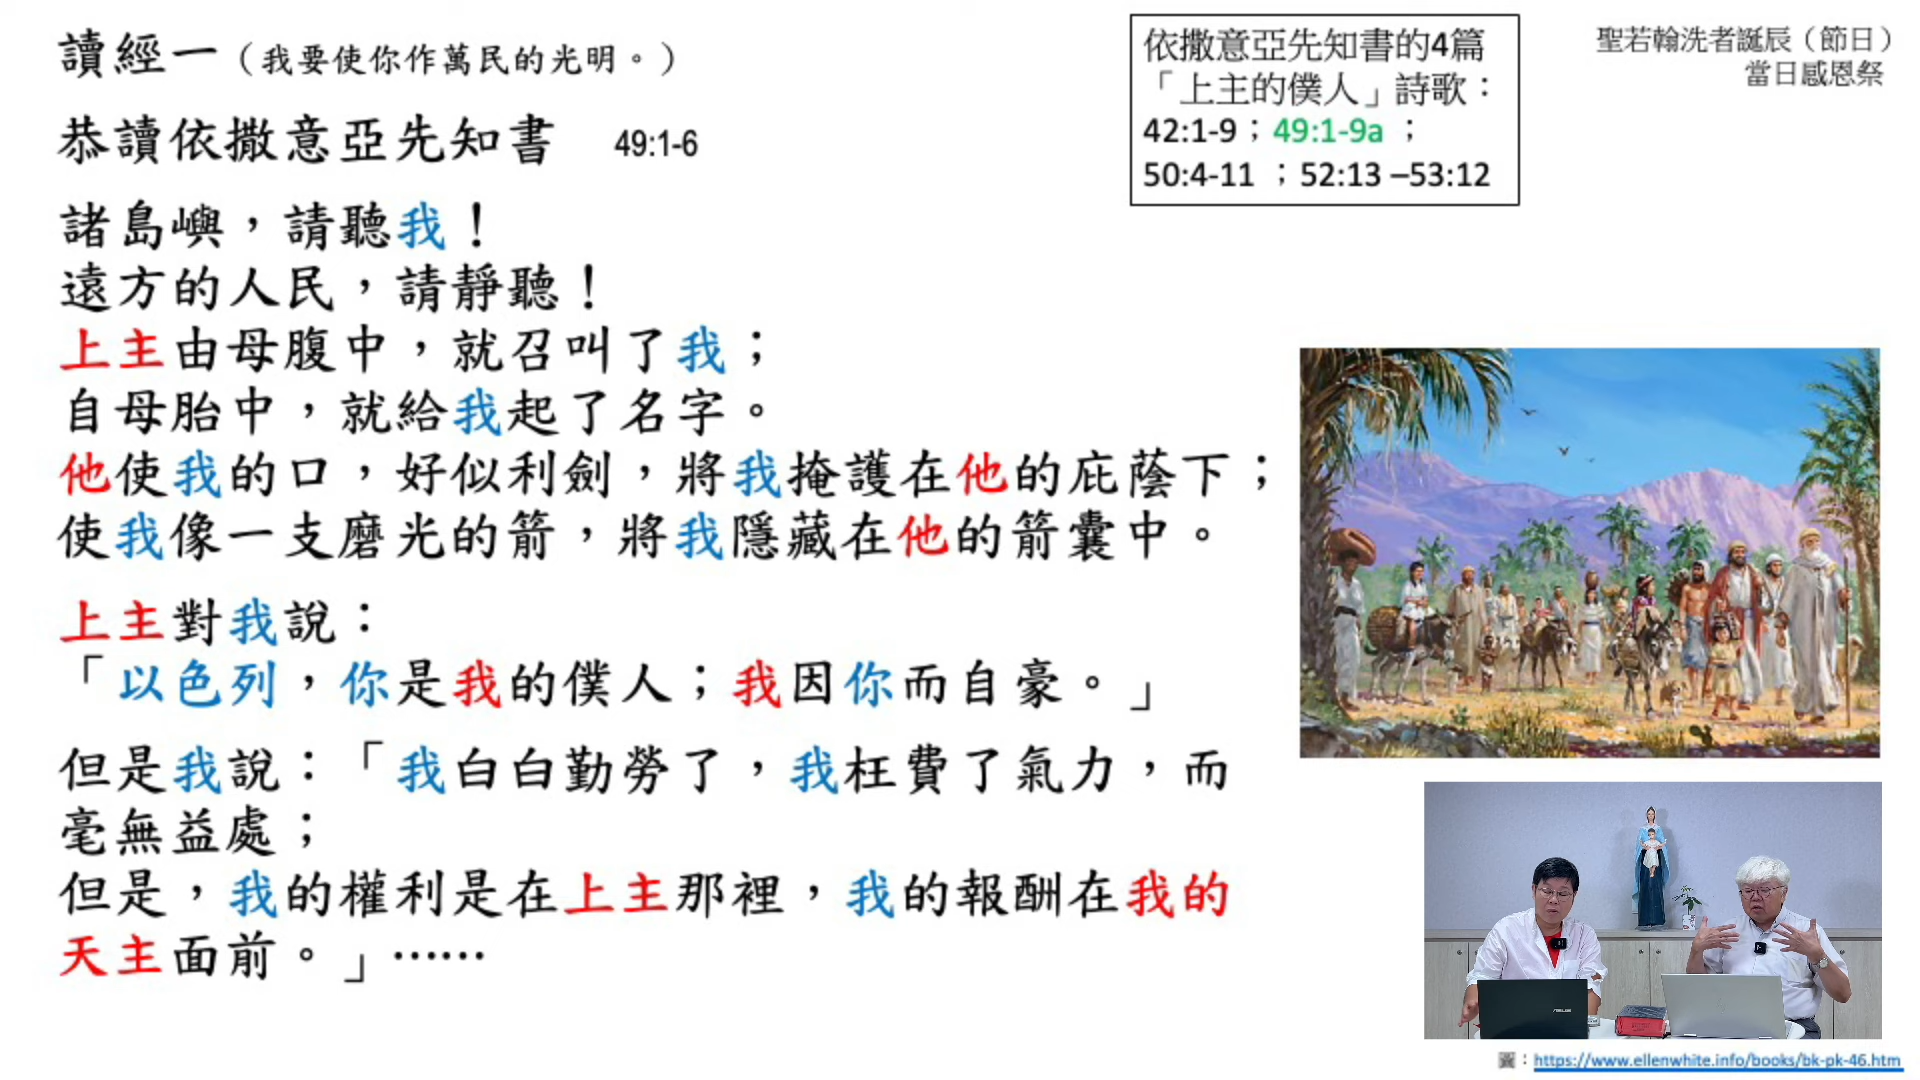 讀經一（我要使你作萬民的光明。）
恭讀依撒意亞先知書 49:1-6
諸島嶼，請聽我！
遠方的人民，請靜聽！
上主由母腹中，就召叫了我；
自母胎中，就給我起了名字。
他使我的口，好似利劍，將我掩護在他的庇蔭下；
使我像一支磨光的箭，將我隱藏在他的箭囊中。
上主對我說：
「以色列，你是我的僕人；我因你而自豪。」
但是我說：「我白白勤勞了，我枉費了氣力，而
毫無益處；
但是，我的權利是在上主那裡，我的報酬在我的
天主面前。」……
依撒意亞先知書的4篇
「上主的僕人」詩歌：
42:1-9；49:1-9a ；
50:4-11 ；52:13 –53:12
聖若翰洗者誕辰（節日）
當日感恩祭
ASUS
圖：https://www.ellenwhite.info/books/bk-pk-46.htm